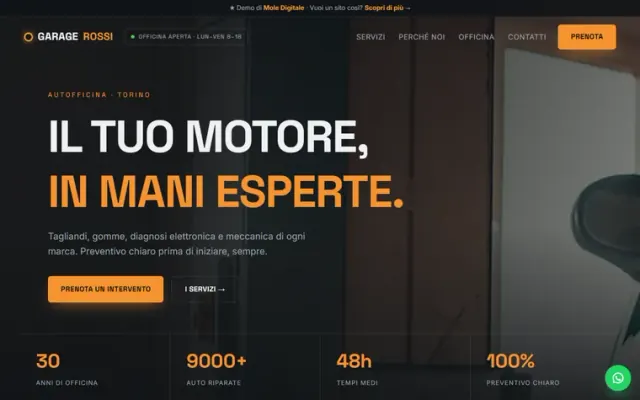 ★ Demo di Mole Digitale · Vuoi un sito così? Scopri di più →
GARAGE ROSSI
OFFICINA APERTA · LUN–VEN 8–18
SERVIZI
PERCHÉ NOI
OFFICINA
CONTATTI
PRENOTA
AUTOFFICINA · TORINO
IL TUO MOTORE,
IN MANI ESPERTE.
Tagliandi, gomme, diagnosi elettronica e meccanica di ogni
marca. Preventivo chiaro prima di iniziare, sempre.
PRENOTA UN INTERVENTO
I SERVIZI →
30
ANNI DI OFFICINA
9000+
AUTO RIPARATE
48h
TEMPI MEDI
100%
PREVENTIVO CHIARO